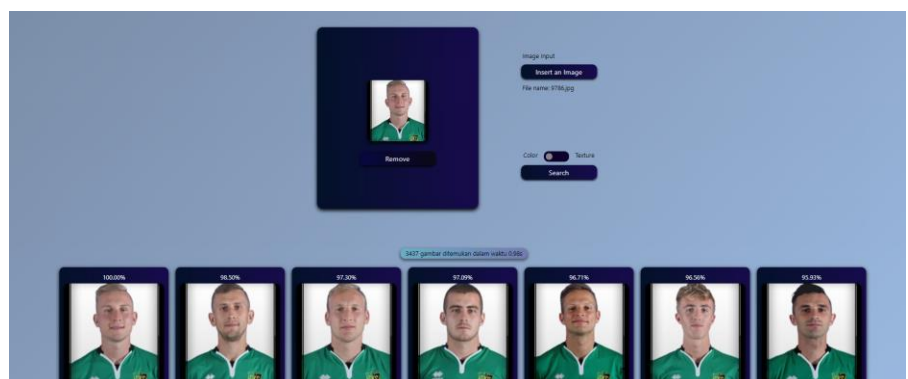 Image Input
Insert an Image
File name: 9786.jpg
Remove
Color Texture
Search
3437 gambar ditemukan dalam waktu 0.98s
100.00% 98.50% 97.30% 97.09% 96.71% 96.56% 95.93%